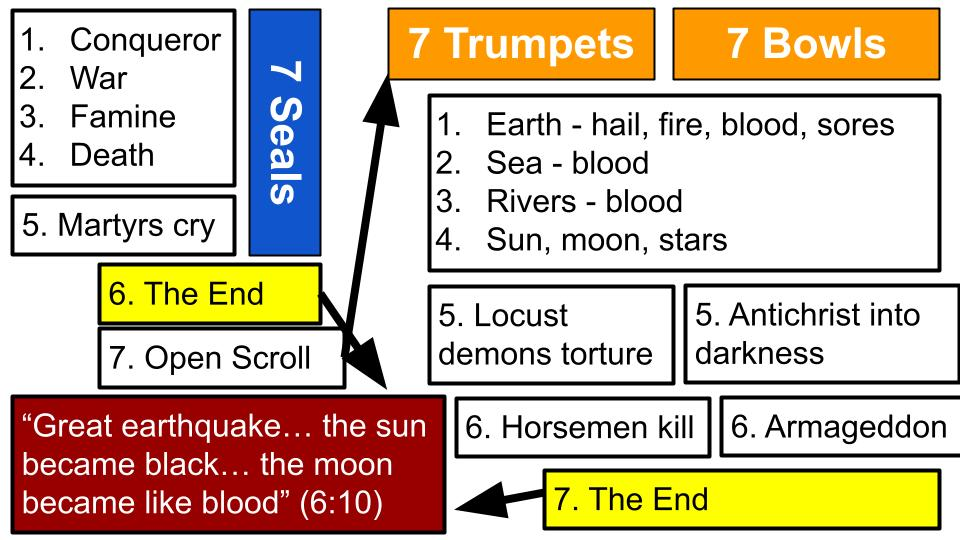 1. Conqueror
2. War
3. Famine
4. Death
5. Martyrs cry
7 Seals
6. The End
7. Open Scroll
“Great earthquake… the sun
became black… the moon
became like blood” (6:10)
7 Trumpets
7 Bowls
1. Earth - hail, fire, blood, sores
2. Sea - blood
3. Rivers - blood
4. Sun, moon, stars
5. Locust
demons torture
5. Antichrist into
darkness
6. Horsemen kill
6. Armageddon
7. The End